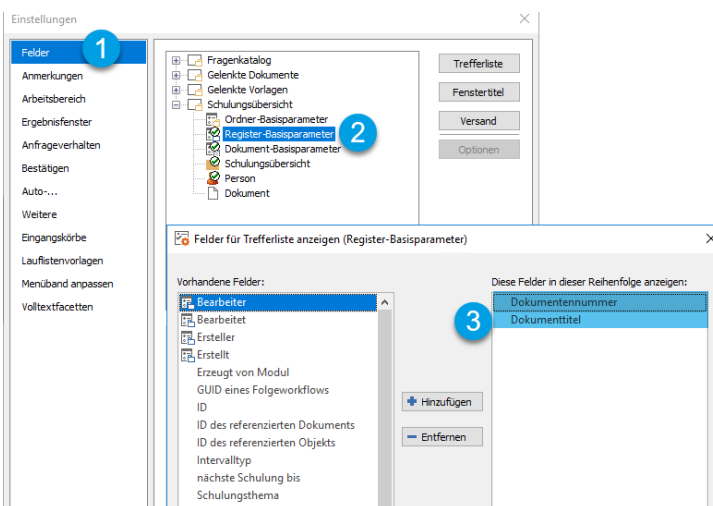 Einstellungen
Felder
1
Anmerkungen
Arbeitsbereich
Ergebnisfenster
Anfrageverhalten
Bestätigen
Auto-...
Weitere
Eingangskörbe
Lauflistenvorlagen
Menüband anpassen
Volltextfacetten
Fragenkatalog
Gelenkte Dokumente
Gelenkte Vorlagen
Schulungsübersicht
Ordner-Basisparameter
Register-Basisparameter
2
Dokument-Basisparameter
Schulungsübersicht
Person
Dokument
Trefferliste
Fenstertitel
Versand
Optionen
Felder für Trefferliste anzeigen (Register-Basisparameter)
Vorhandene Felder:
Bearbeiter
Bearbeitet
Ersteller
Erstellt
Erzeugt von Modul
GUID eines Folgeworkflows
ID
ID des referenzierten Dokuments
ID des referenzierten Objekts
Intervalltyp
nächste Schulung bis
Schulungsthema
Hinzufügen
Entfernen
Diese Felder in dieser Reihenfolge anzeigen:
Dokumentennummer
3
Dokumenttitel